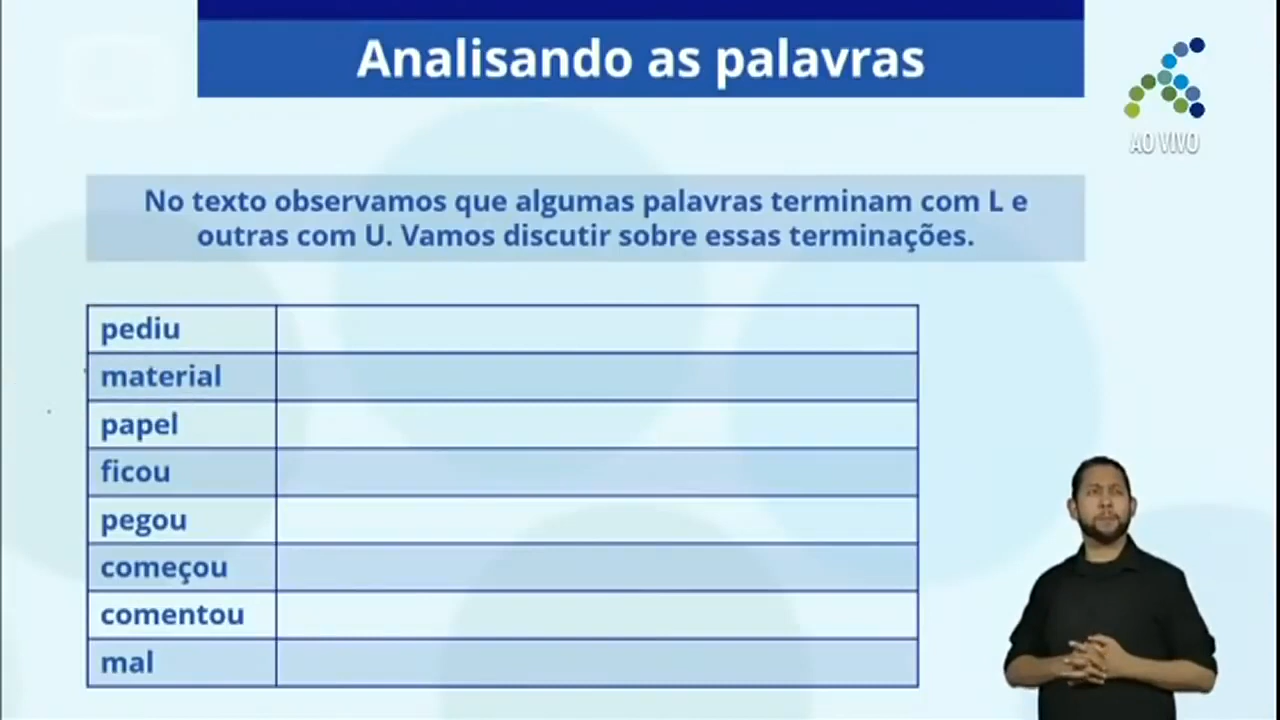 Analisando as palavras
AO VIVO
No texto observamos que algumas palavras terminam com L e
outras com U. Vamos discutir sobre essas terminações.
pediu
material
papel
ficou
pegou
começou
comentou
mal